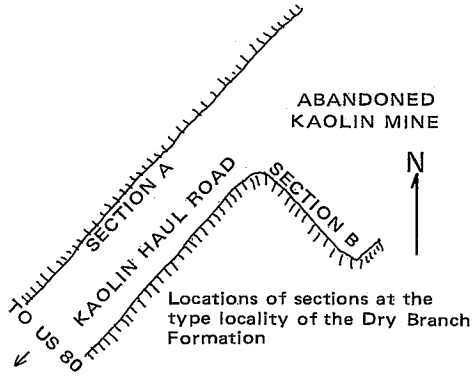 ABANDONED
KAOLIN MINE
N
SECTION A
KAOLIN HAUL ROAD
SECTION B
TO US 80
Locations of sections at the
type locality of the Dry Branch
Formation